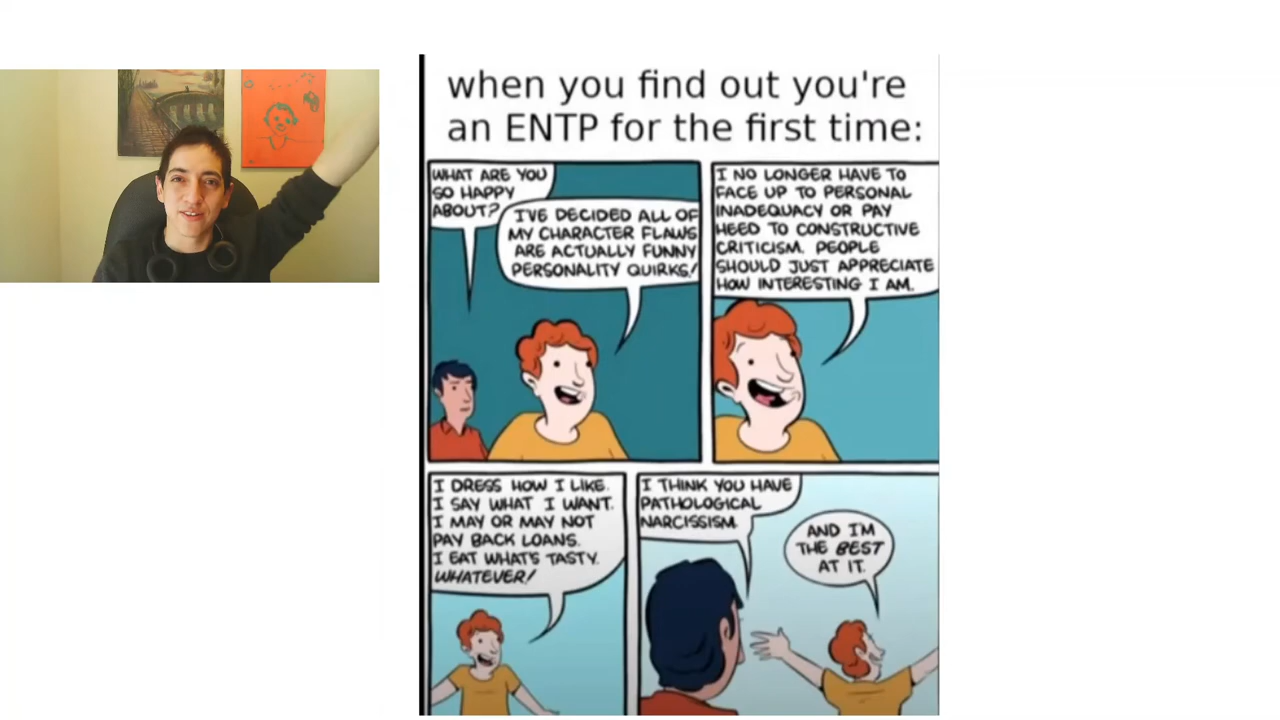 when you find out you're
an ENTP for the first time:
WHAT ARE YOU
SO HAPPY
ABOUT?
I'VE DECIDED ALL OF
MY CHARACTER FLAWS
ARE ACTUALLY FUNNY
PERSONALITY QUIRKS!
I NO LONGER HAVE TO
FACE UP TO PERSONAL
INADEQUACY OR PAY
HEED TO CONSTRUCTIVE
CRITICISM. PEOPLE
SHOULD JUST APPRECIATE
HOW INTERESTING I AM.
I DRESS HOW I LIKE.
I SAY WHAT I WANT.
I MAY OR MAY NOT
PAY BACK LOANS.
I EAT WHAT'S TASTY.
WHATEVER!
I THINK YOU HAVE
PATHOLOGICAL
NARCISSISM.
AND I'M
THE BEST
AT IT.